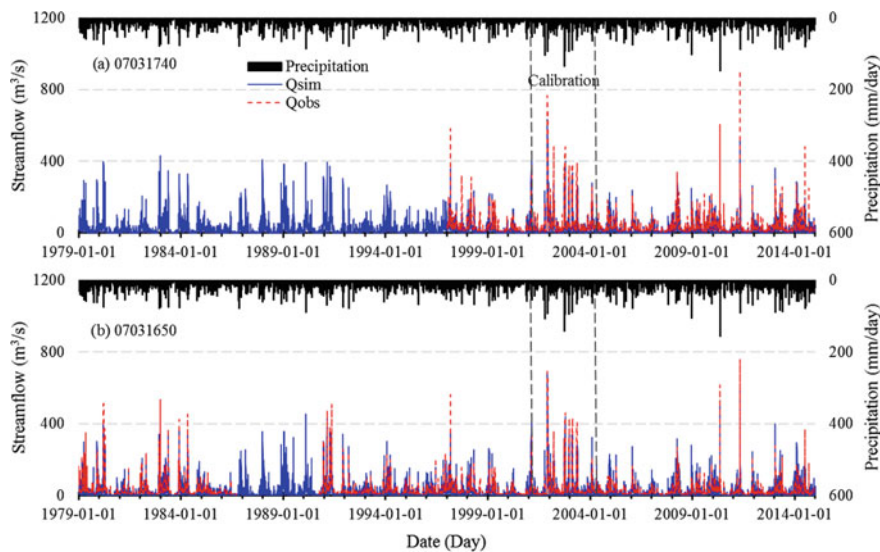 1200
800
400
0
Streamflow (m³/s)
(a) 07031740
Precipitation
Qsim
Qobs
Calibration
0
200
400
600
Precipitation (mm/day)
1979-01-01 1984-01-01 1989-01-01 1994-01-01 1999-01-01 2004-01-01 2009-01-01 2014-01-01
1200
800
400
0
Streamflow (m³/s)
(b) 07031650
0
200
400
600
Precipitation (mm/day)
1979-01-01 1984-01-01 1989-01-01 1994-01-01 1999-01-01 2004-01-01 2009-01-01 2014-01-01
Date (Day)